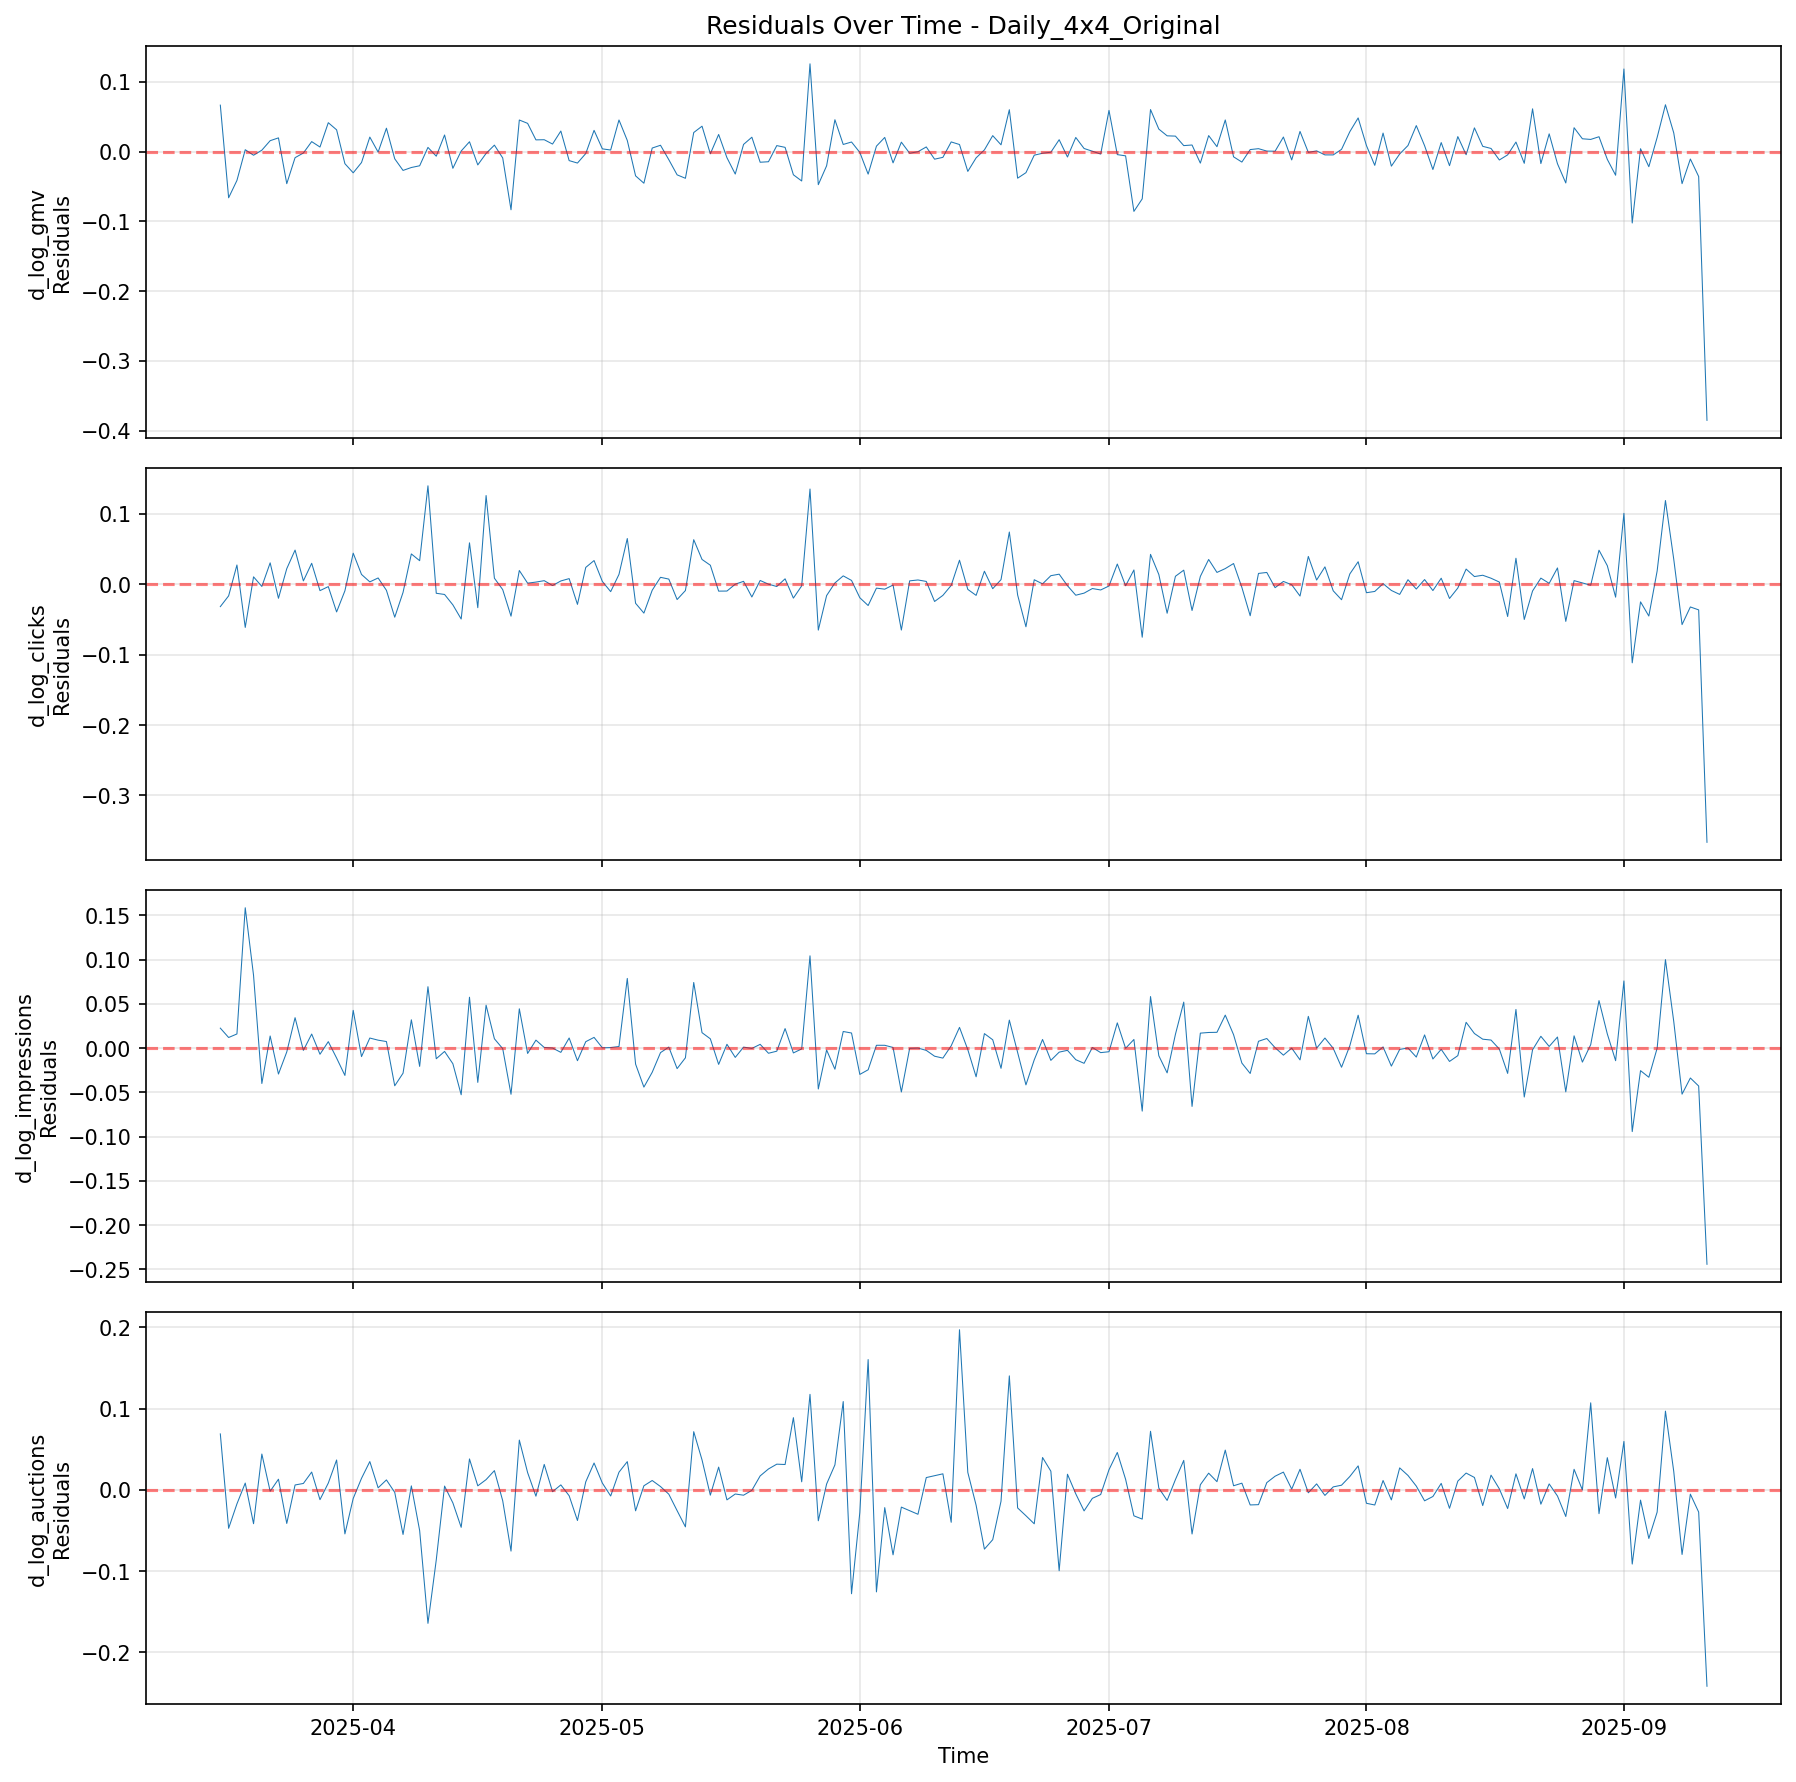 Residuals Over Time - Daily_4x4_Original
0.1
0.0
−0.1
−0.2
−0.3
−0.4
d_log_gmv
Residuals
0.1
0.0
−0.1
−0.2
−0.3
d_log_clicks
Residuals
0.15
0.10
0.05
0.00
−0.05
−0.10
−0.15
−0.20
−0.25
d_log_impressions
Residuals
0.2
0.1
0.0
−0.1
−0.2
d_log_auctions
Residuals
2025-04 2025-05 2025-06 2025-07 2025-08 2025-09
Time